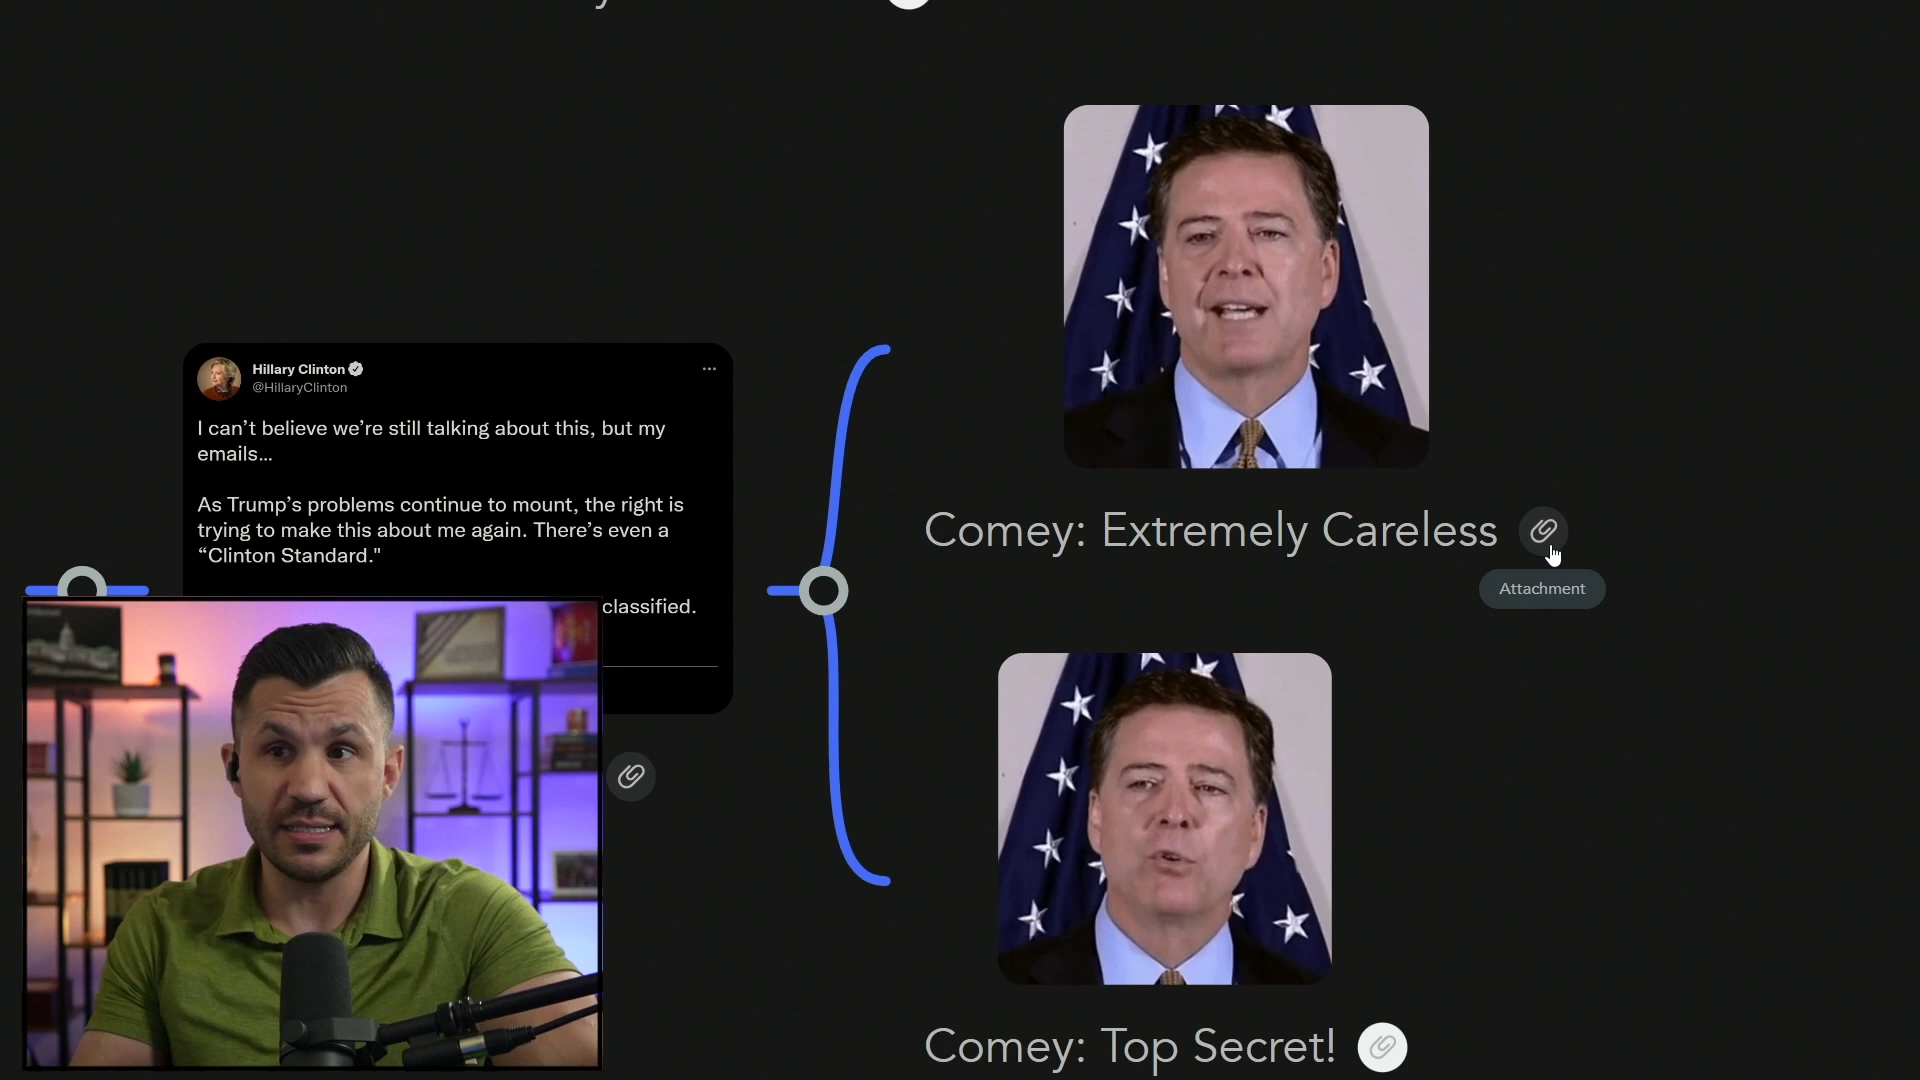 Hillary Clinton
@HillaryClinton
I can’t believe we’re still talking about this, but my
emails...
As Trump’s problems continue to mount, the right is
trying to make this about me again. There’s even a
“Clinton Standard."
classified.
Comey: Extremely Careless
Attachment
Comey: Top Secret!